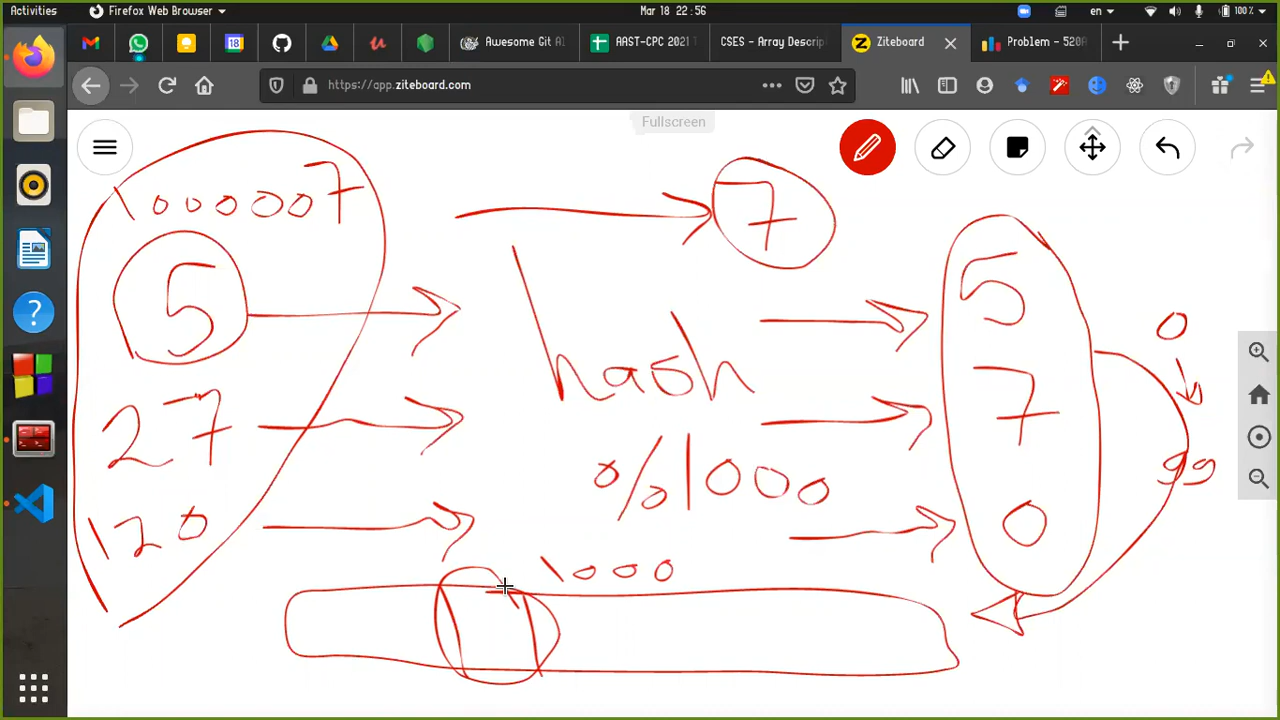 Activities
Firefox Web Browser
Mar 18 22:56
en
100 %
Awesome Git Al
AAST-CPC 2021 T
CSES - Array Descrip
Ziteboard
Problem - 520A
https://app.ziteboard.com
Fullscreen
1000007
7
5
5
hash
0
27
7
99
%1000
120
0
1000